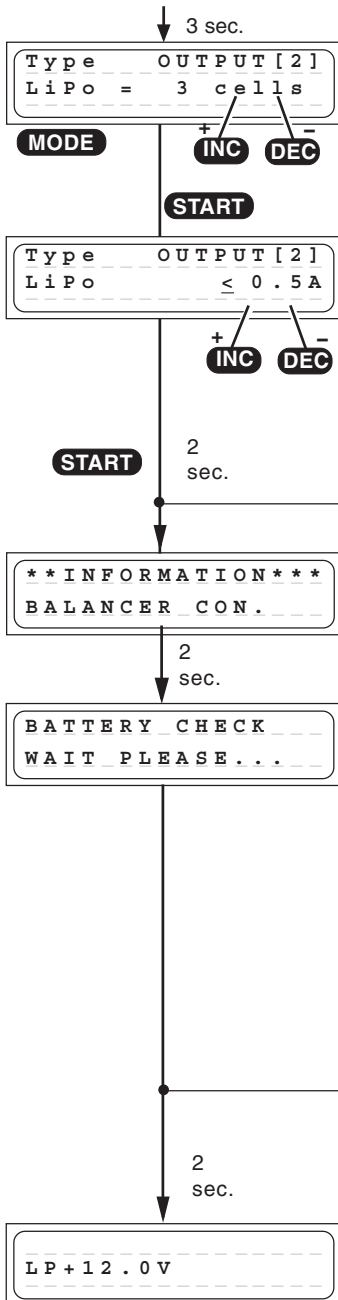 3 sec.
Type OUTPUT[2]
LiPo = 3 cells
+ -
MODE INC DEC
START
Type OUTPUT[2]
LiPo ≤ 0.5A
+ -
INC DEC
START
2
sec.
**INFORMATION***
BALANCER CON.
2
sec.
BATTERY CHECK
WAIT PLEASE...
2
sec.
LP+12.0V